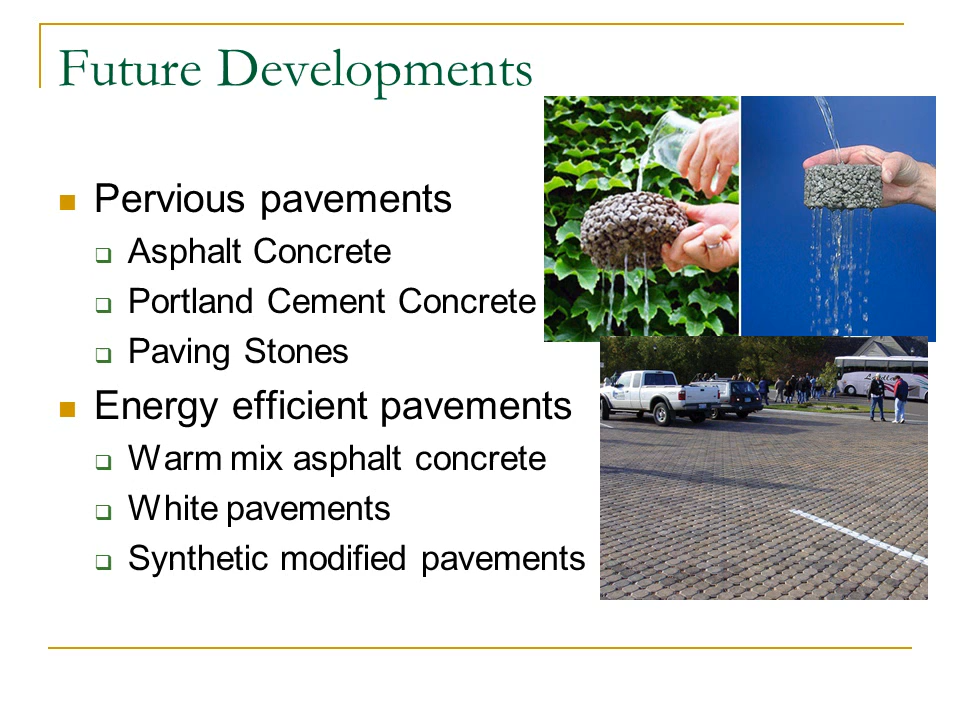 Future Developments
Pervious pavements
Asphalt Concrete
Portland Cement Concrete
Paving Stones
Energy efficient pavements
Warm mix asphalt concrete
White pavements
Synthetic modified pavements